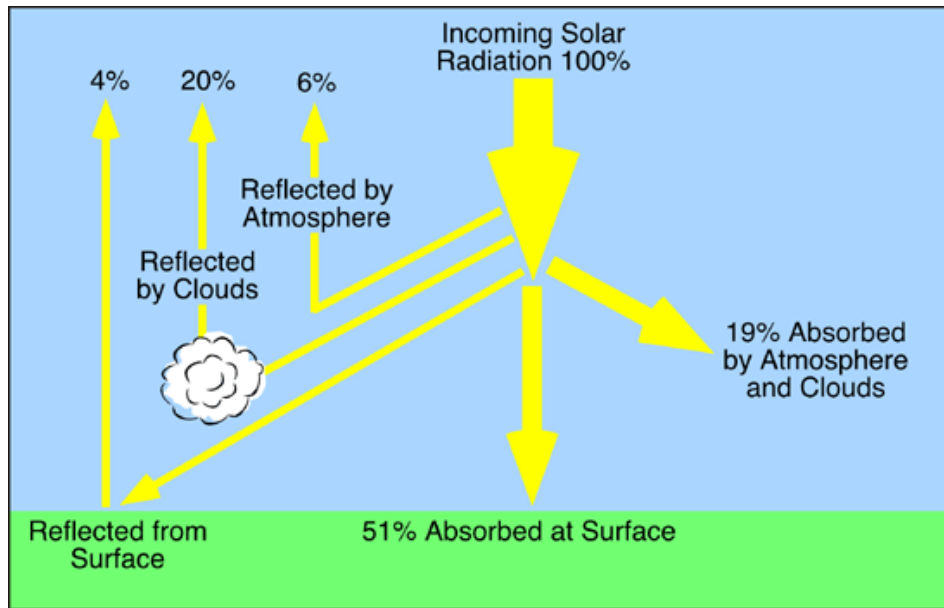 Incoming Solar
Radiation 100%
4%
20%
6%
Reflected by
Atmosphere
Reflected
by Clouds
19% Absorbed
by Atmosphere
and Clouds
Reflected from
Surface
51% Absorbed at Surface